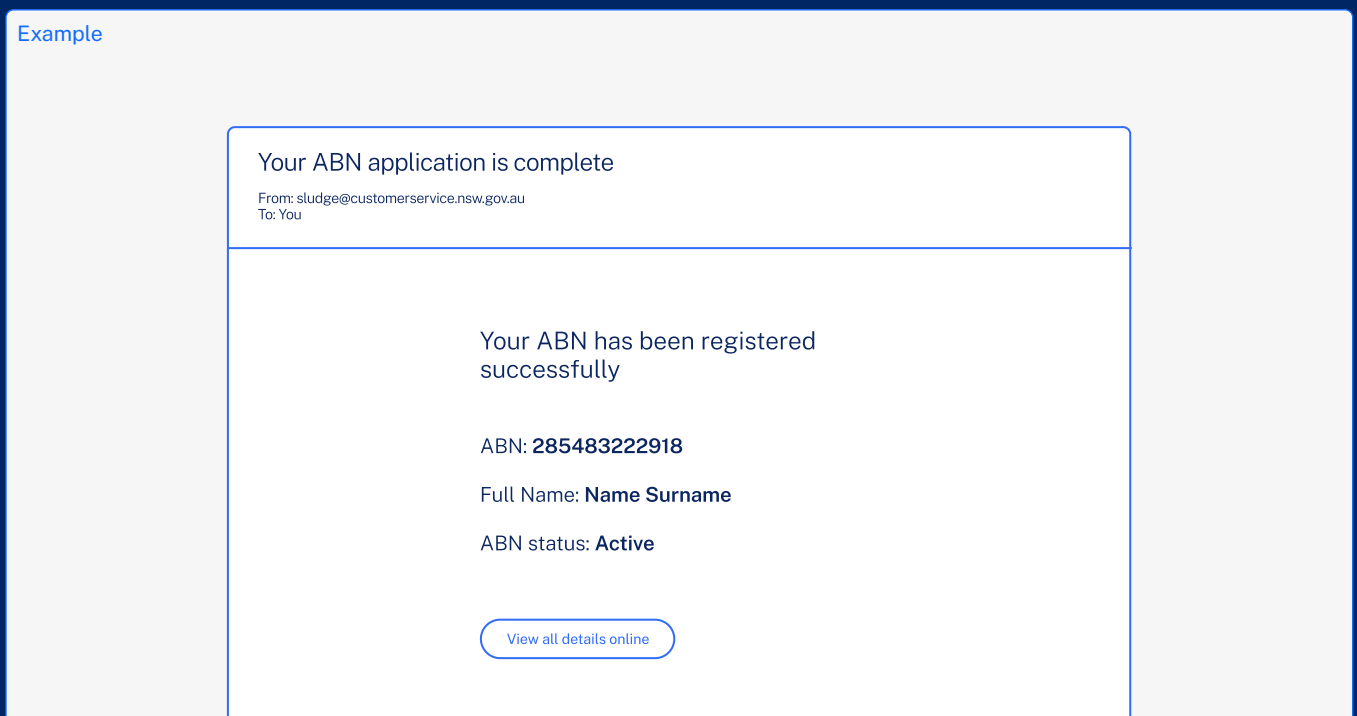 Example
Your ABN application is complete
From: sludge@customerservice.nsw.gov.au
To: You
Your ABN has been registered
successfully
ABN: 285483222918
Full Name: Name Surname
ABN status: Active
View all details online